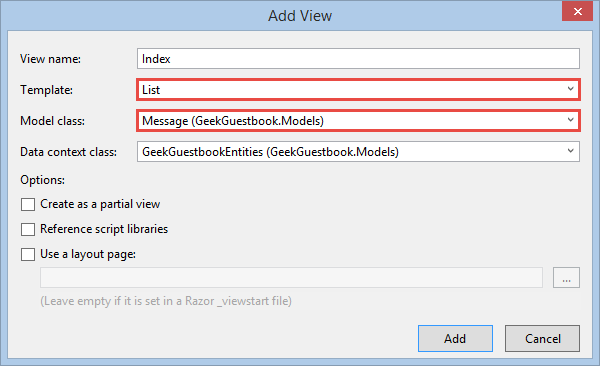 Add View
View name: Index
Template: List
Model class: Message (GeekGuestbook.Models)
Data context class: GeekGuestbookEntities (GeekGuestbook.Models)
Options:
Create as a partial view
Reference script libraries
Use a layout page:
...
(Leave empty if it is set in a Razor _viewstart file)
Add Cancel